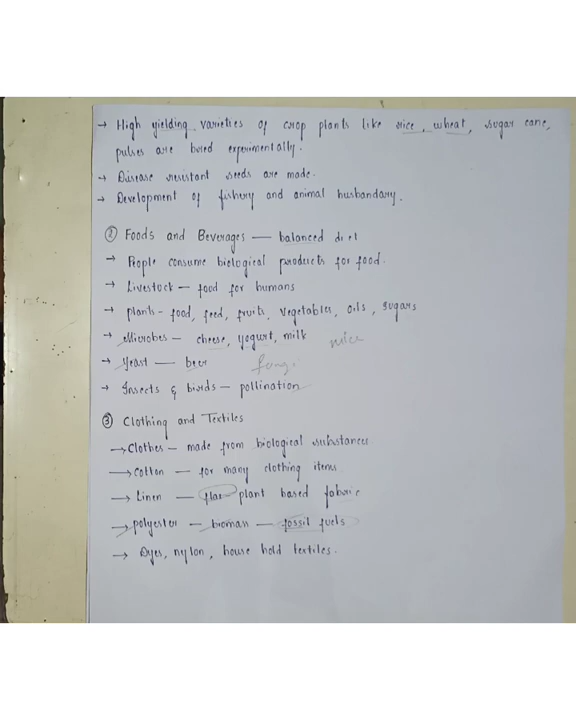 → High yielding varieties of crop plants like rice, wheat, sugar cane,
pulses are bored experimentally.
→ Disease resistant seeds are made.
→ Development of fishery and animal husbandary.
② Foods and Beverages — balanced diet
→ People consume biological products for food.
→ Livestock — food for humans
→ plants - food, feed, fruits, vegetables, oils, sugars
→ Microbes — cheese, yogurt, milk
→ Yeast — beer fungi
→ Insects & birds — pollination
③ Clothing and Textiles
→ Clothes — made from biological substances
→ Cotton — for many clothing items.
→ Linen — flax plant based fabric
→ polyester — bioman — fossil fuels
→ Dyes, nylon, house hold textiles.